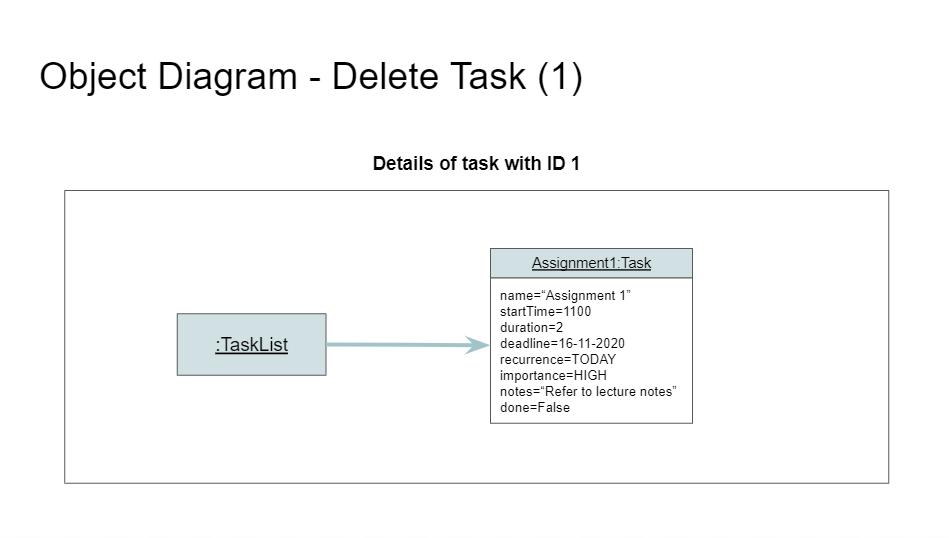 Object Diagram - Delete Task (1)
Details of task with ID 1
:TaskList
Assignment1:Task
name=“Assignment 1”
startTime=1100
duration=2
deadline=16-11-2020
recurrence=TODAY
importance=HIGH
notes=“Refer to lecture notes”
done=False